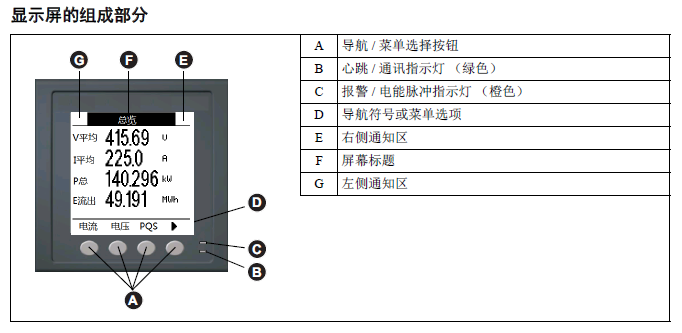 显示屏的组成部分
G F E
总览
V平均 415.69 V
I平均 225.0 A
P总 140.296 kW
E流出 49.191 MWh
电流 电压 PQS
D
C
B
A
A 导航 / 菜单选择按钮
B 心跳 / 通讯指示灯 （绿色）
C 报警 / 电能脉冲指示灯 （橙色）
D 导航符号或菜单选项
E 右侧通知区
F 屏幕标题
G 左侧通知区